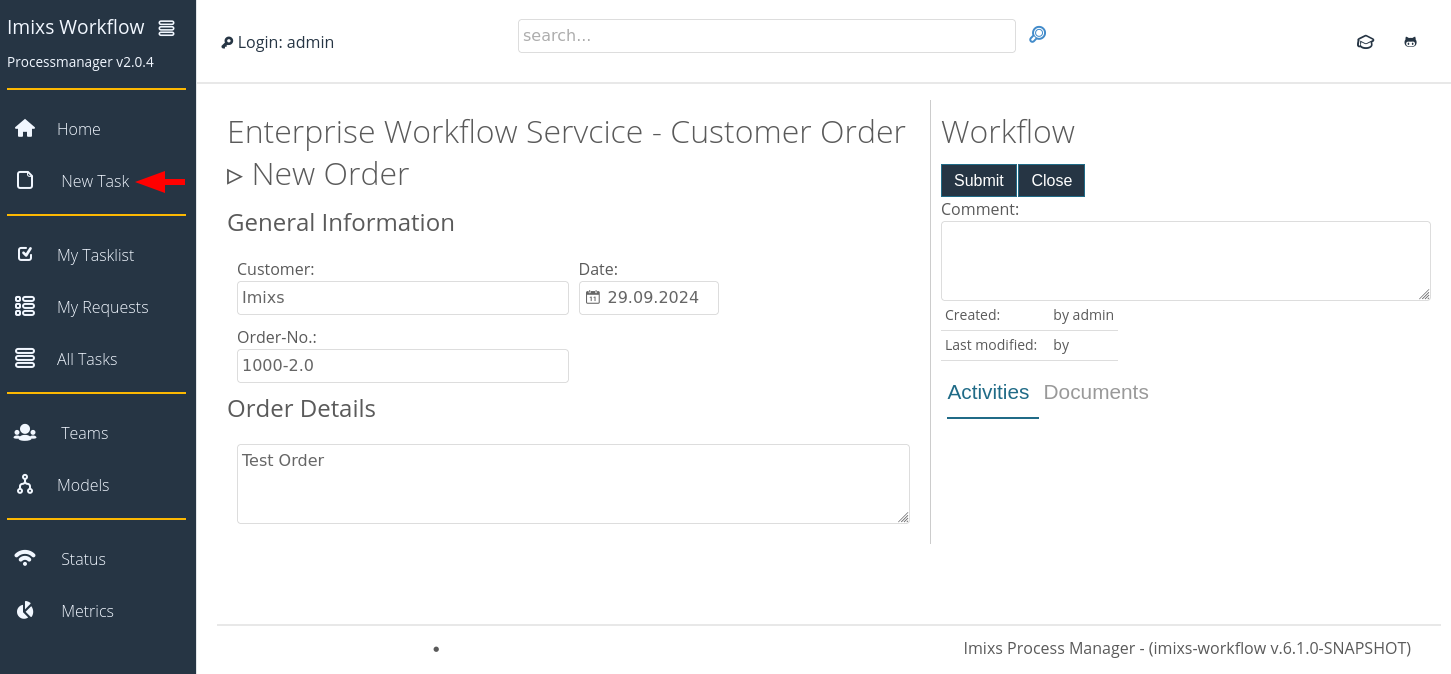 Imixs Workflow
Processmanager v2.0.4
Home
New Task
My Tasklist
My Requests
All Tasks
Teams
Models
Status
Metrics
Login: admin
search...
Enterprise Workflow Servcice - Customer Order
▷ New Order
General Information
Customer:
Date:
Imixs
11
29.09.2024
Order-No.:
1000-2.0
Order Details
Test Order
Workflow
Submit
Close
Comment:
Created: by admin
Last modified: by
Activities
Documents
•
Imixs Process Manager - (imixs-workflow v.6.1.0-SNAPSHOT)